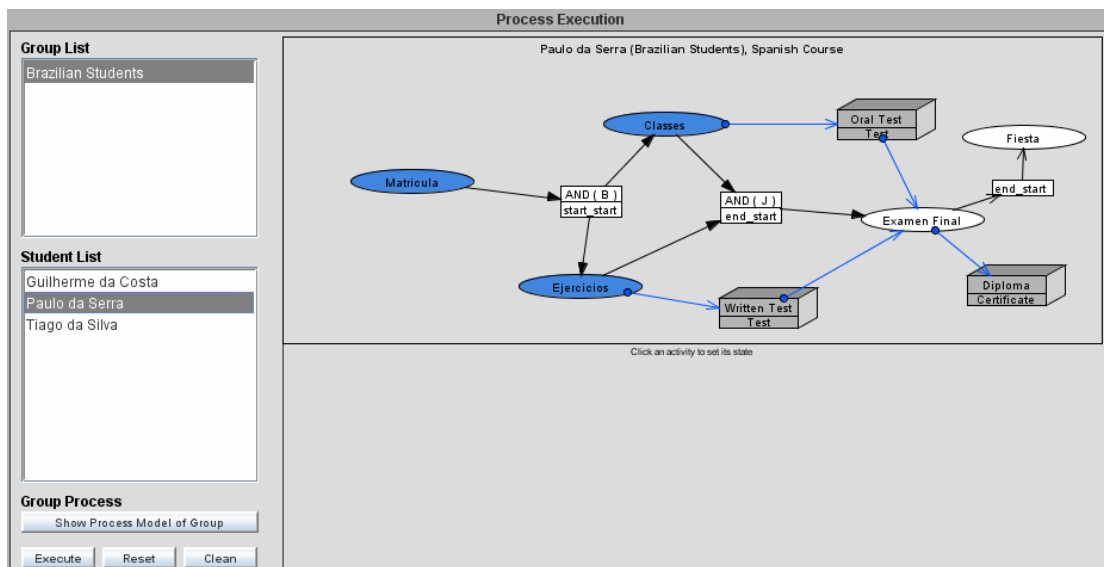 Process Execution
Group List
Brazilian Students
Student List
Guilherme da Costa
Paulo da Serra
Tiago da Silva
Group Process
Show Process Model of Group
Execute
Reset
Clean
Paulo da Serra (Brazilian Students), Spanish Course
Classes
Oral Test
Test
Fiesta
Matricula
AND ( B )
start_start
AND ( J )
end_start
end_start
Examen Final
Ejercicios
Written Test
Test
Diploma
Certificate
Click an activity to set its state